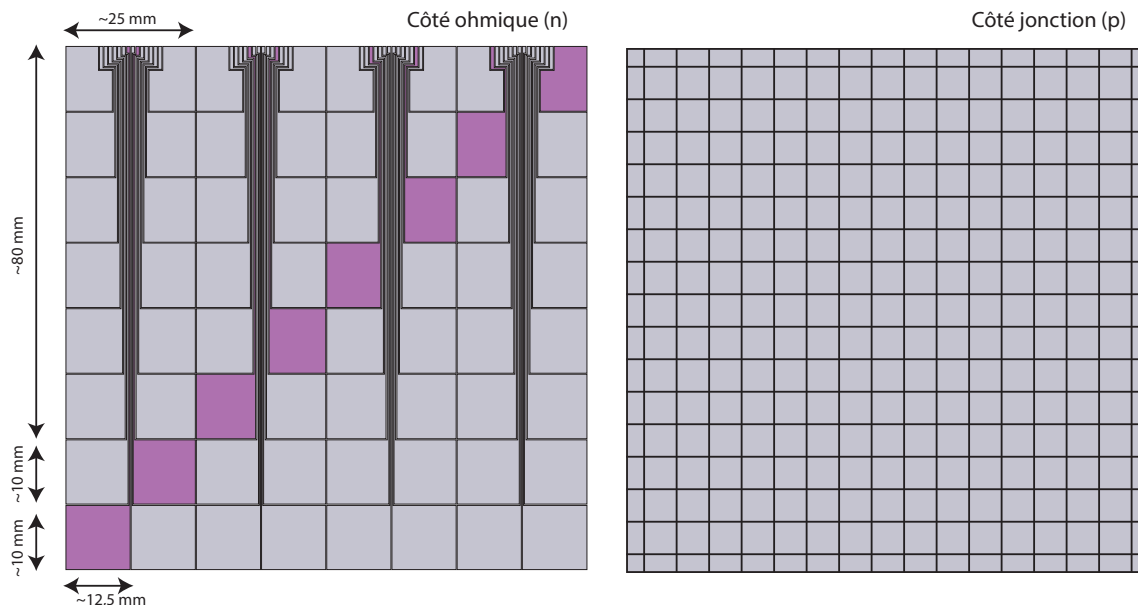 ~25 mm
Côté ohmique (n)
Côté jonction (p)
~80 mm
~10 mm
~10 mm
~12,5 mm